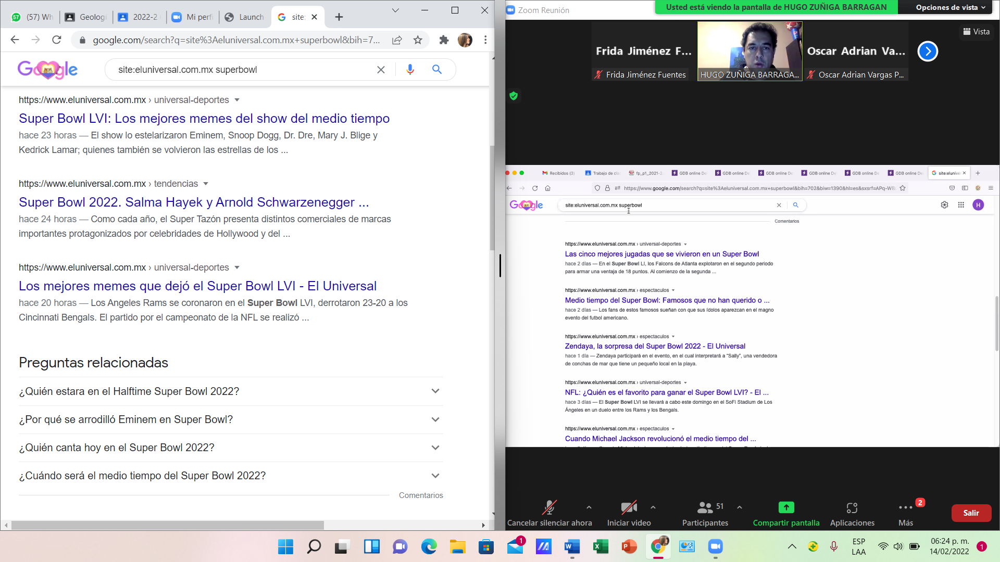 (57) Wh
Geologí
2022-2
Mi perfi
Launch
site:
google.com/search?q=site%3Aeluniversal.com.mx+superbowl&bih=7...
Google
site:eluniversal.com.mx superbowl
https://www.eluniversal.com.mx › universal-deportes
Super Bowl LVI: Los mejores memes del show del medio tiempo
hace 23 horas — El show lo estelarizaron Eminem, Snoop Dogg, Dr. Dre, Mary J. Blige y
Kedrick Lamar; quienes también se volvieron las estrellas de los ...
https://www.eluniversal.com.mx › tendencias
Super Bowl 2022. Salma Hayek y Arnold Schwarzenegger ...
hace 24 horas — Como cada año, el Super Tazón presenta distintos comerciales de marcas
importantes protagonizados por celebridades de Hollywood y del ...
https://www.eluniversal.com.mx › universal-deportes
Los mejores memes que dejó el Super Bowl LVI - El Universal
hace 20 horas — Los Angeles Rams se coronaron en el Super Bowl LVI, derrotaron 23-20 a los
Cincinnati Bengals. El partido por el campeonato de la NFL se realizó ...
Preguntas relacionadas
¿Quién estara en el Halftime Super Bowl 2022?
¿Por qué se arrodilló Eminem en Super Bowl?
¿Quién canta hoy en el Super Bowl 2022?
¿Cuándo será el medio tiempo del Super Bowl 2022?
Comentarios
Zoom Reunión
Usted está viendo la pantalla de HUGO ZUÑIGA BARRAGAN
Opciones de vista
Vista
Frida Jiménez F...
Frida Jiménez Fuentes
HUGO ZUÑIGA BARRAGA...
Oscar Adrian Va...
Oscar Adrian Vargas P...
Recibidos (3)
Trabajo de cla
fp_p1_2021-2
GDB online De
GDB online De
GDB online De
GDB online De
GDB online De
GDB online De
site:eluniver
https://www.google.com/search?q=site%3Aeluniversal.com.mx+superbowl&bih=702&biw=1390&hl=es&sxsrf=APq-WB
Google
site:eluniversal.com.mx superbowl
H
Comentarios
https://www.eluniversal.com.mx › universal-deportes
Las cinco mejores jugadas que se vivieron en un Super Bowl
hace 2 días — En el Super Bowl LI, los Falcons de Atlanta explotaron en el segundo periodo
para armar una ventaja de 18 puntos. Al comienzo de la segunda ...
https://www.eluniversal.com.mx › espectaculos
Medio tiempo del Super Bowl: Famosos que no han querido o ...
hace 2 días — Los fans de estos famosos sueñan con que sus ídolos aparezcan en el magno
evento del futbol americano.
https://www.eluniversal.com.mx › espectaculos
Zendaya, la sorpresa del Super Bowl 2022 - El Universal
hace 1 día — Zendaya participará en el evento, en el cual interpretará a "Sally", una vendedora
de conchas de mar que tiene un pequeño local en la playa.
https://www.eluniversal.com.mx › universal-deportes
NFL: ¿Quién es el favorito para ganar el Super Bowl LVI? - El ...
hace 3 días — El Super Bowl LVI se llevará a cabo este domingo en el SoFi Stadium de Los
Ángeles en un duelo entre los Rams y los Bengals.
https://www.eluniversal.com.mx › espectaculos
Cuando Michael Jackson revolucionó el medio tiempo del ...
Cancelar silenciar ahora
Iniciar video
51
Participantes
Compartir pantalla
Aplicaciones
2
Más
Salir
1
ESP
LAA
06:24 p. m.
14/02/2022
1